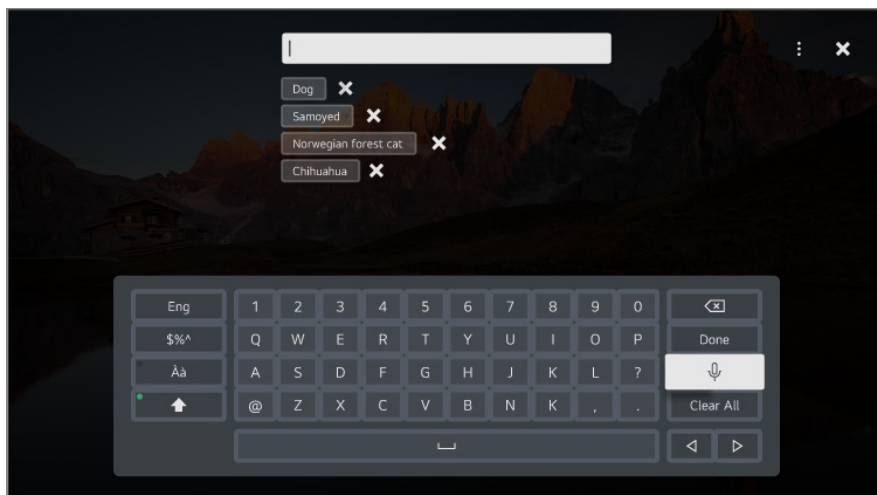 Dog
Samoyed
Norwegian forest cat
Chihuahua
Eng 1 2 3 4 5 6 7 8 9 0
$%^ Q W E R T Y U I O P Done
Àà A S D F G H J K L ?
@ Z X C V B N K , . Clear All